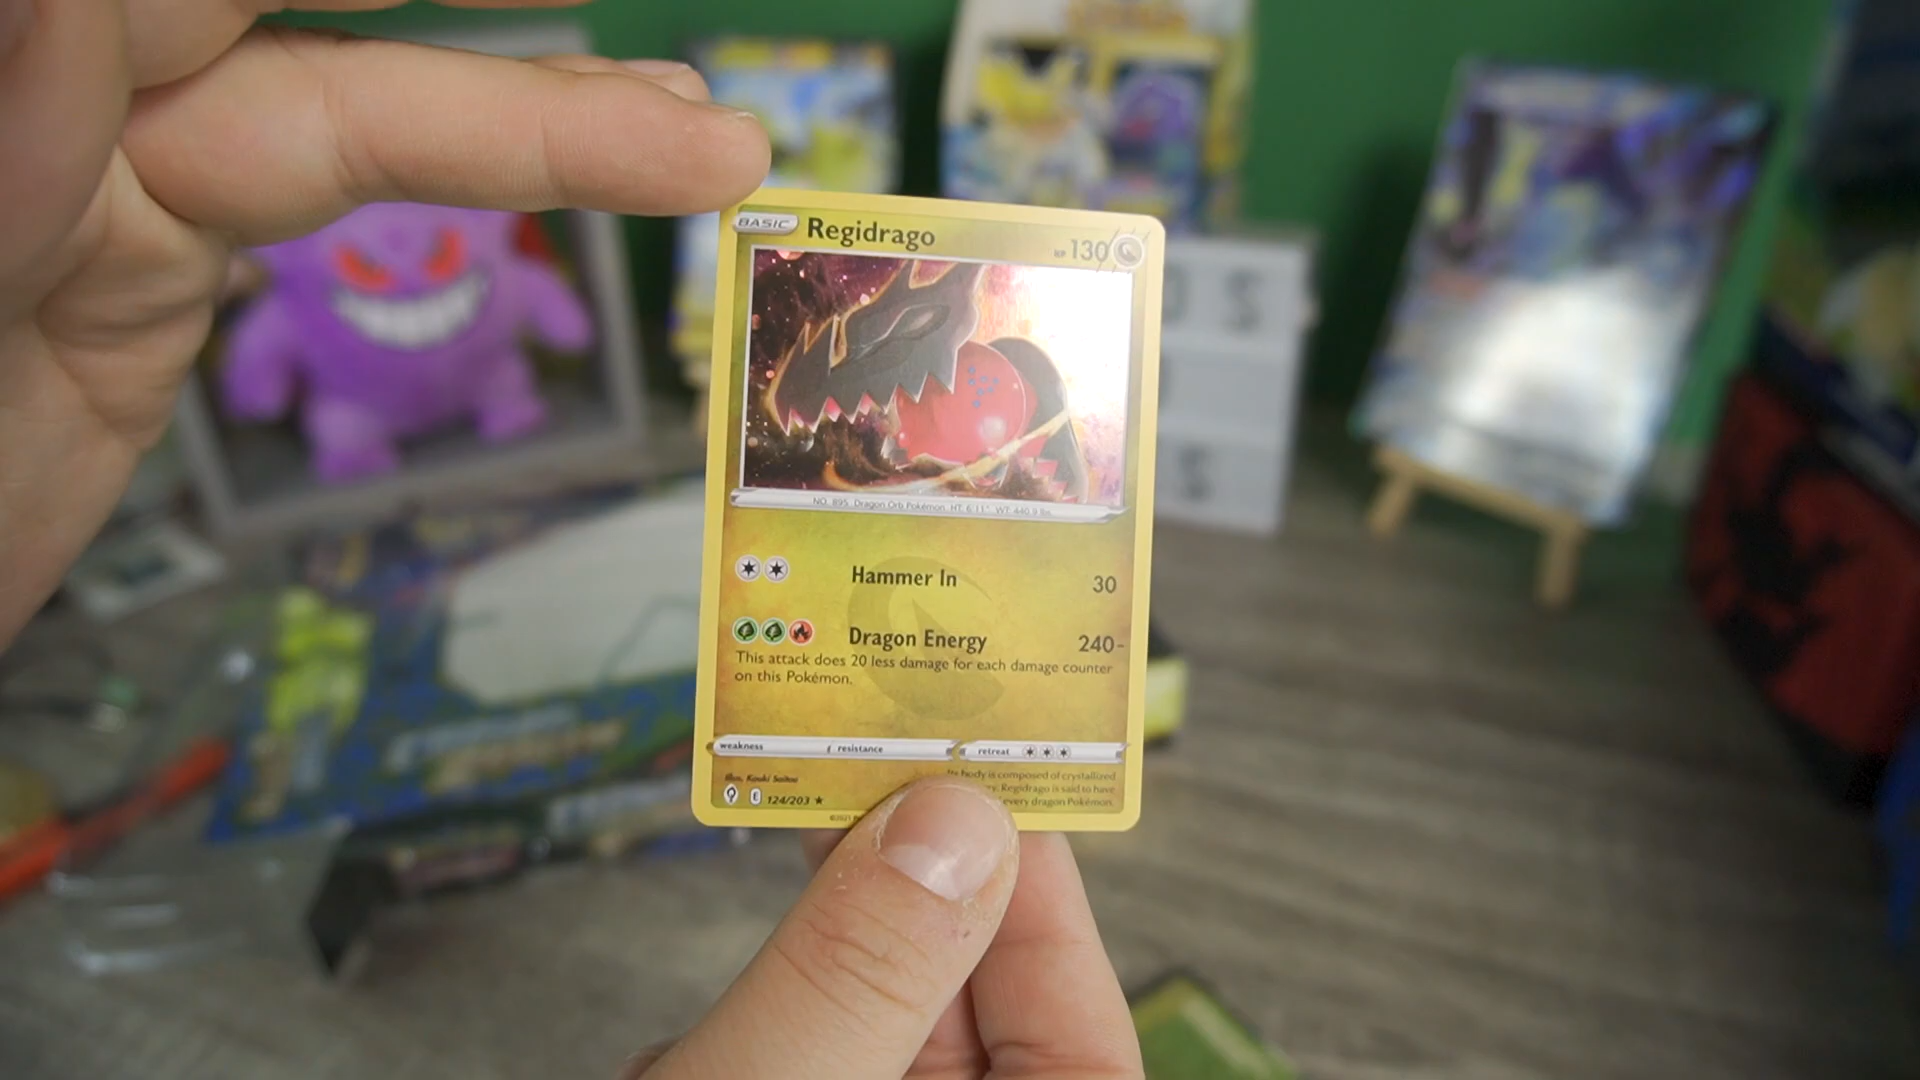 BASIC Regidrago HP 130
NO. 895 Dragon Orb Pokémon HT: 6'11" WT: 440.9 lbs.
Hammer In 30
Dragon Energy 240-
This attack does 20 less damage for each damage counter
on this Pokémon.
weakness resistance retreat
Illus. Kouki Saitou
body is composed of crystallized
Regidrago is said to have
every dragon Pokémon.
E 124/203 ★
©2021